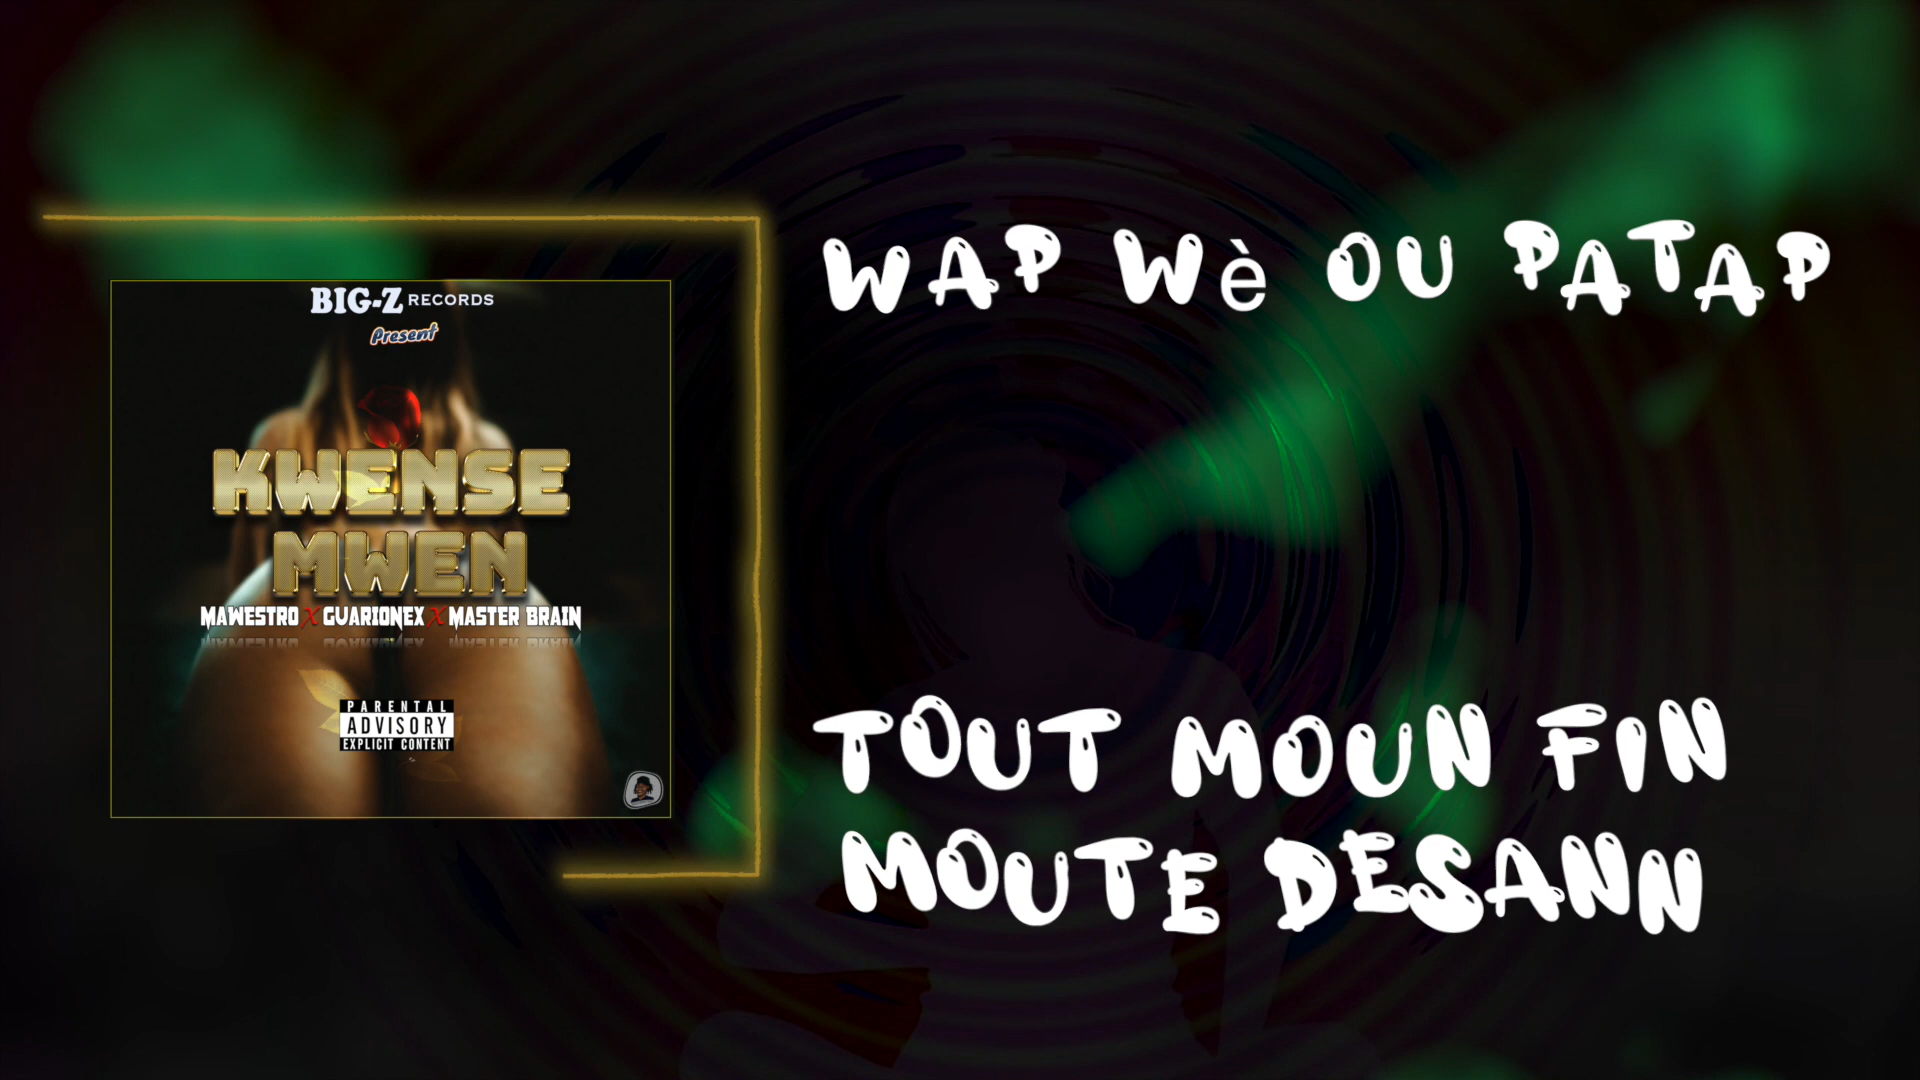 BIG-Z RECORDS
Present
KWENSE
MWEN
MAWESTRO X GUARIONEX X MASTER BRAIN
PARENTAL
ADVISORY
EXPLICIT CONTENT
WAP Wè OU PATAP
TOUT MOUN FIN
MOUTE DESANN